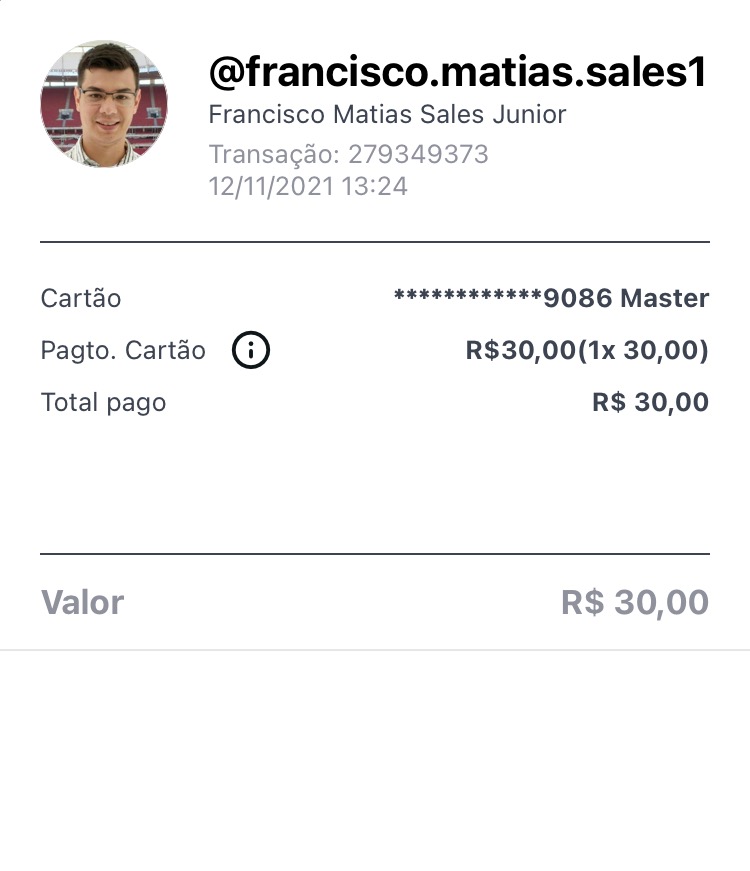 @francisco.matias.sales1
Francisco Matias Sales Junior
Transação: 279349373
12/11/2021 13:24
Cartão ************9086 Master
Pagto. Cartão R$30,00(1x 30,00)
Total pago R$ 30,00
Valor R$ 30,00